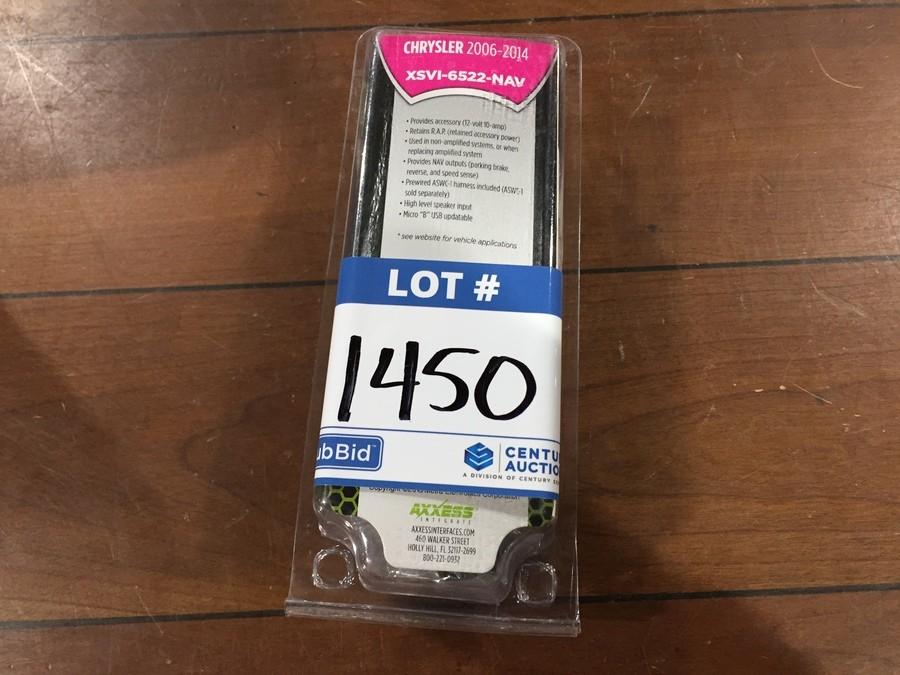 CHRYSLER 2006-2014
XSVI-6522-NAV
• Provides accessory (12-volt 10-amp)
• Retains R.A.P. (retained accessory power)
• Used in non-amplified systems, or when
replacing amplified system
• Provides NAV outputs (parking brake,
reverse, and speed sense)
• Prewired ASWC-1 harness included (ASWC-1
sold separately)
• High level speaker input
• Micro "B" USB updatable
* see website for vehicle applications
LOT #
1450
ubBid™
CENTU
AUCTIO
A DIVISION OF CENTURY
AXXESS
INTEGRATE
AXXESSINTERFACES.COM
460 WALKER STREET
HOLLY HILL, FL 32117-2699
800-221-0932